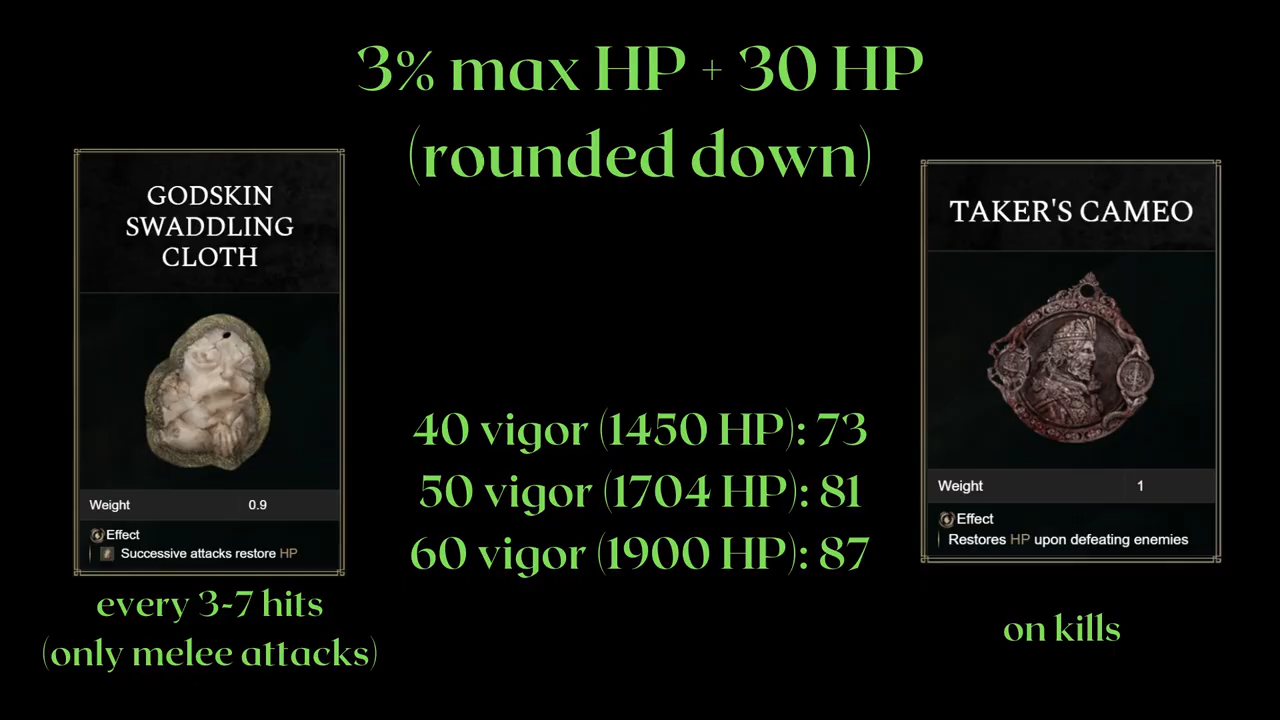 3% max HP + 30 HP
(rounded down)
GODSKIN
SWADDLING
CLOTH
Weight 0.9
Effect
Successive attacks restore HP
every 3-7 hits
(only melee attacks)
40 vigor (1450 HP): 73
50 vigor (1704 HP): 81
60 vigor (1900 HP): 87
TAKER'S CAMEO
Weight 1
Effect
Restores HP upon defeating enemies
on kills